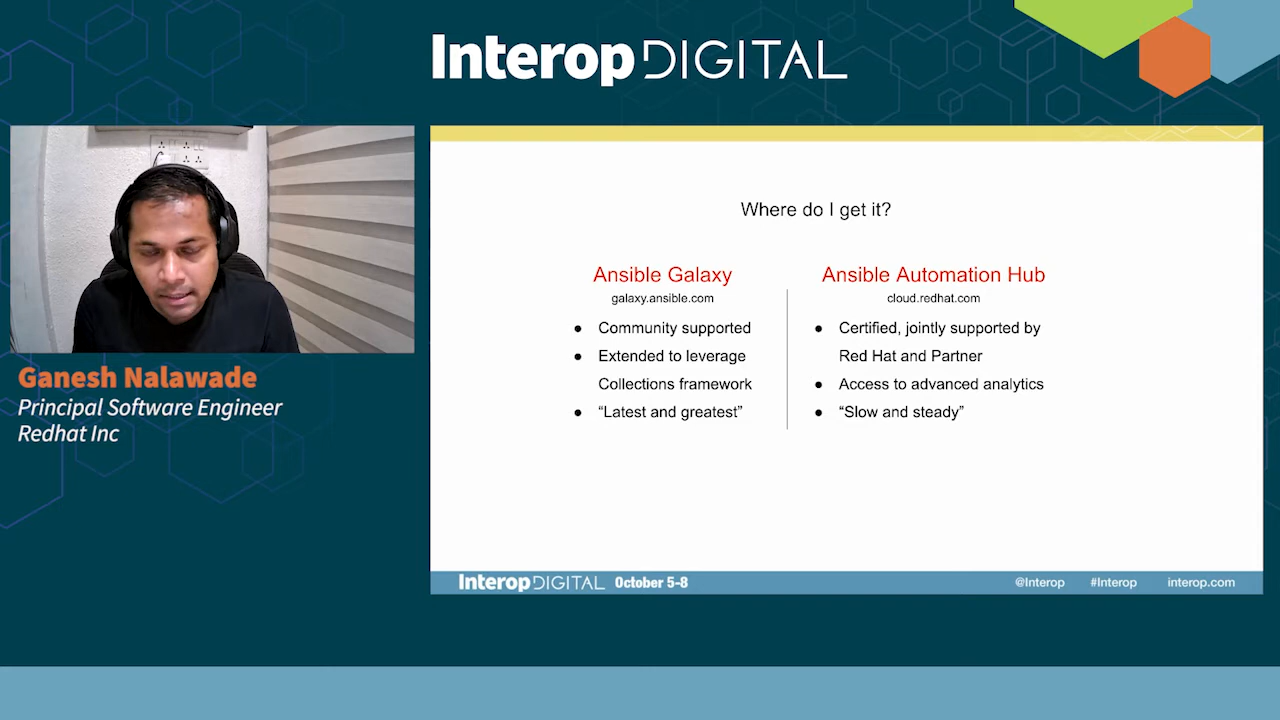 Interop DIGITAL
Ganesh Nalawade
Principal Software Engineer
Redhat Inc
Where do I get it?
Ansible Galaxy
galaxy.ansible.com
● Community supported
● Extended to leverage
Collections framework
● “Latest and greatest”
Ansible Automation Hub
cloud.redhat.com
● Certified, jointly supported by
Red Hat and Partner
● Access to advanced analytics
● “Slow and steady”
Interop DIGITAL October 5-8
@Interop #Interop interop.com